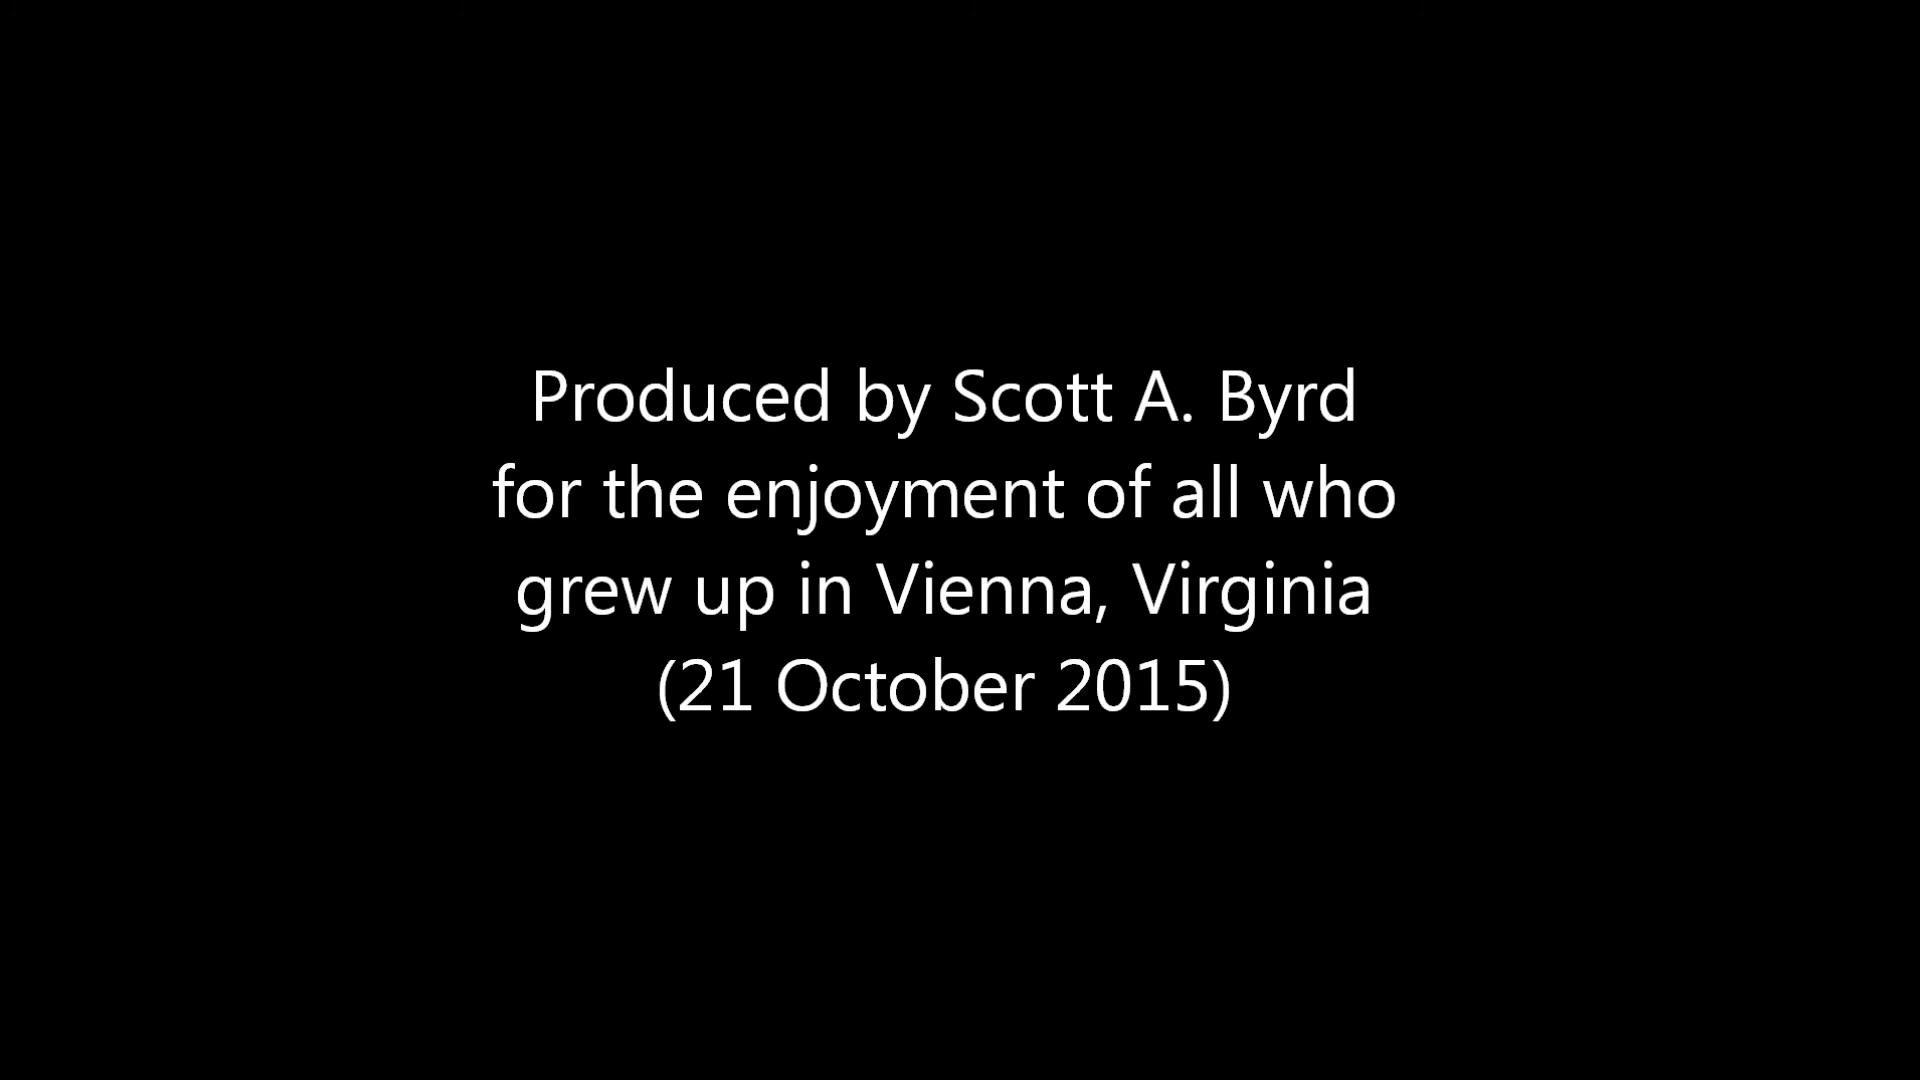 Produced by Scott A. Byrd
for the enjoyment of all who
grew up in Vienna, Virginia
(21 October 2015)